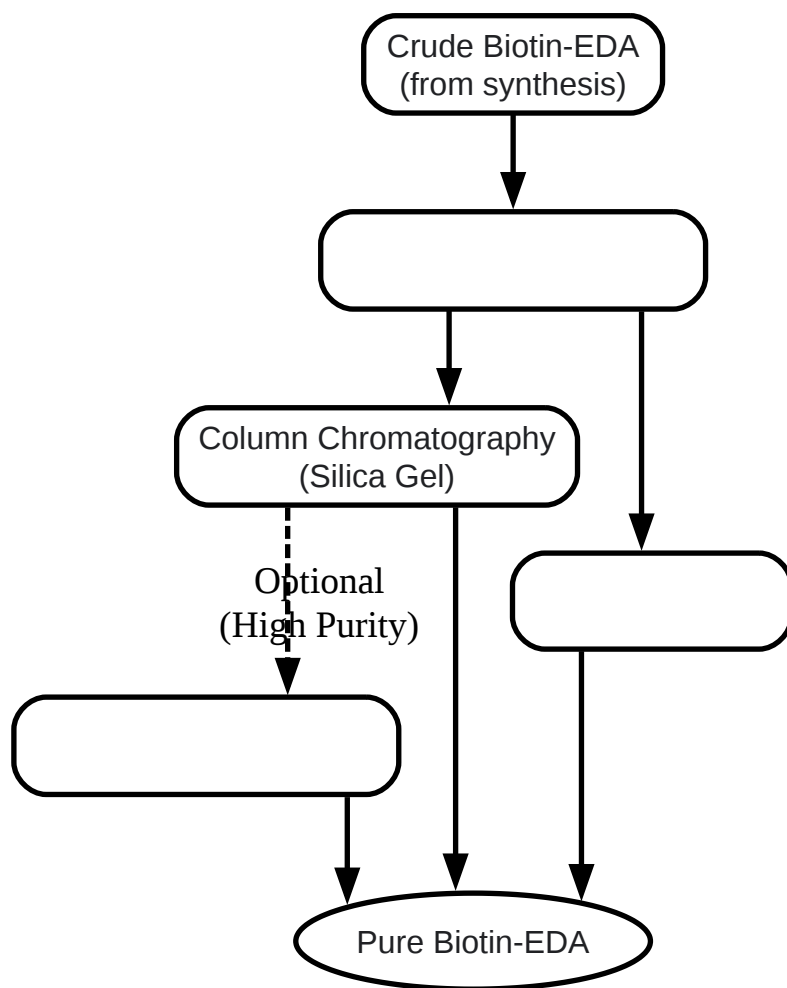 Crude Biotin-EDA
(from synthesis)
Column Chromatography
(Silica Gel)
Optional
(High Purity)
Pure Biotin-EDA